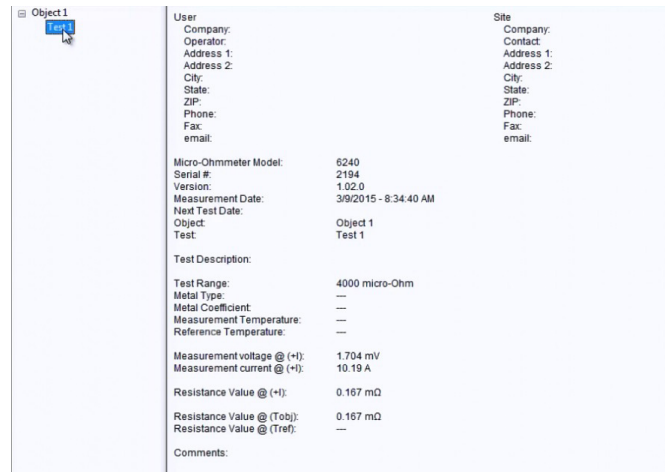 Object 1
Test 1
User
Company:
Operator:
Address 1:
Address 2:
City:
State:
ZIP:
Phone:
Fax:
email:
Site
Company:
Contact:
Address 1:
Address 2:
City:
State:
ZIP:
Phone:
Fax:
email:
Micro-Ohmmeter Model: 6240
Serial #: 2194
Version: 1.02.0
Measurement Date: 3/9/2015 - 8:34:40 AM
Next Test Date:
Object: Object 1
Test: Test 1
Test Description:
Test Range: 4000 micro-Ohm
Metal Type: ---
Metal Coefficient: ---
Measurement Temperature: ---
Reference Temperature: ---
Measurement voltage @ (+I): 1.704 mV
Measurement current @ (+I): 10.19 A
Resistance Value @ (+I): 0.167 mΩ
Resistance Value @ (Tobj): 0.167 mΩ
Resistance Value @ (Tref): ---
Comments: